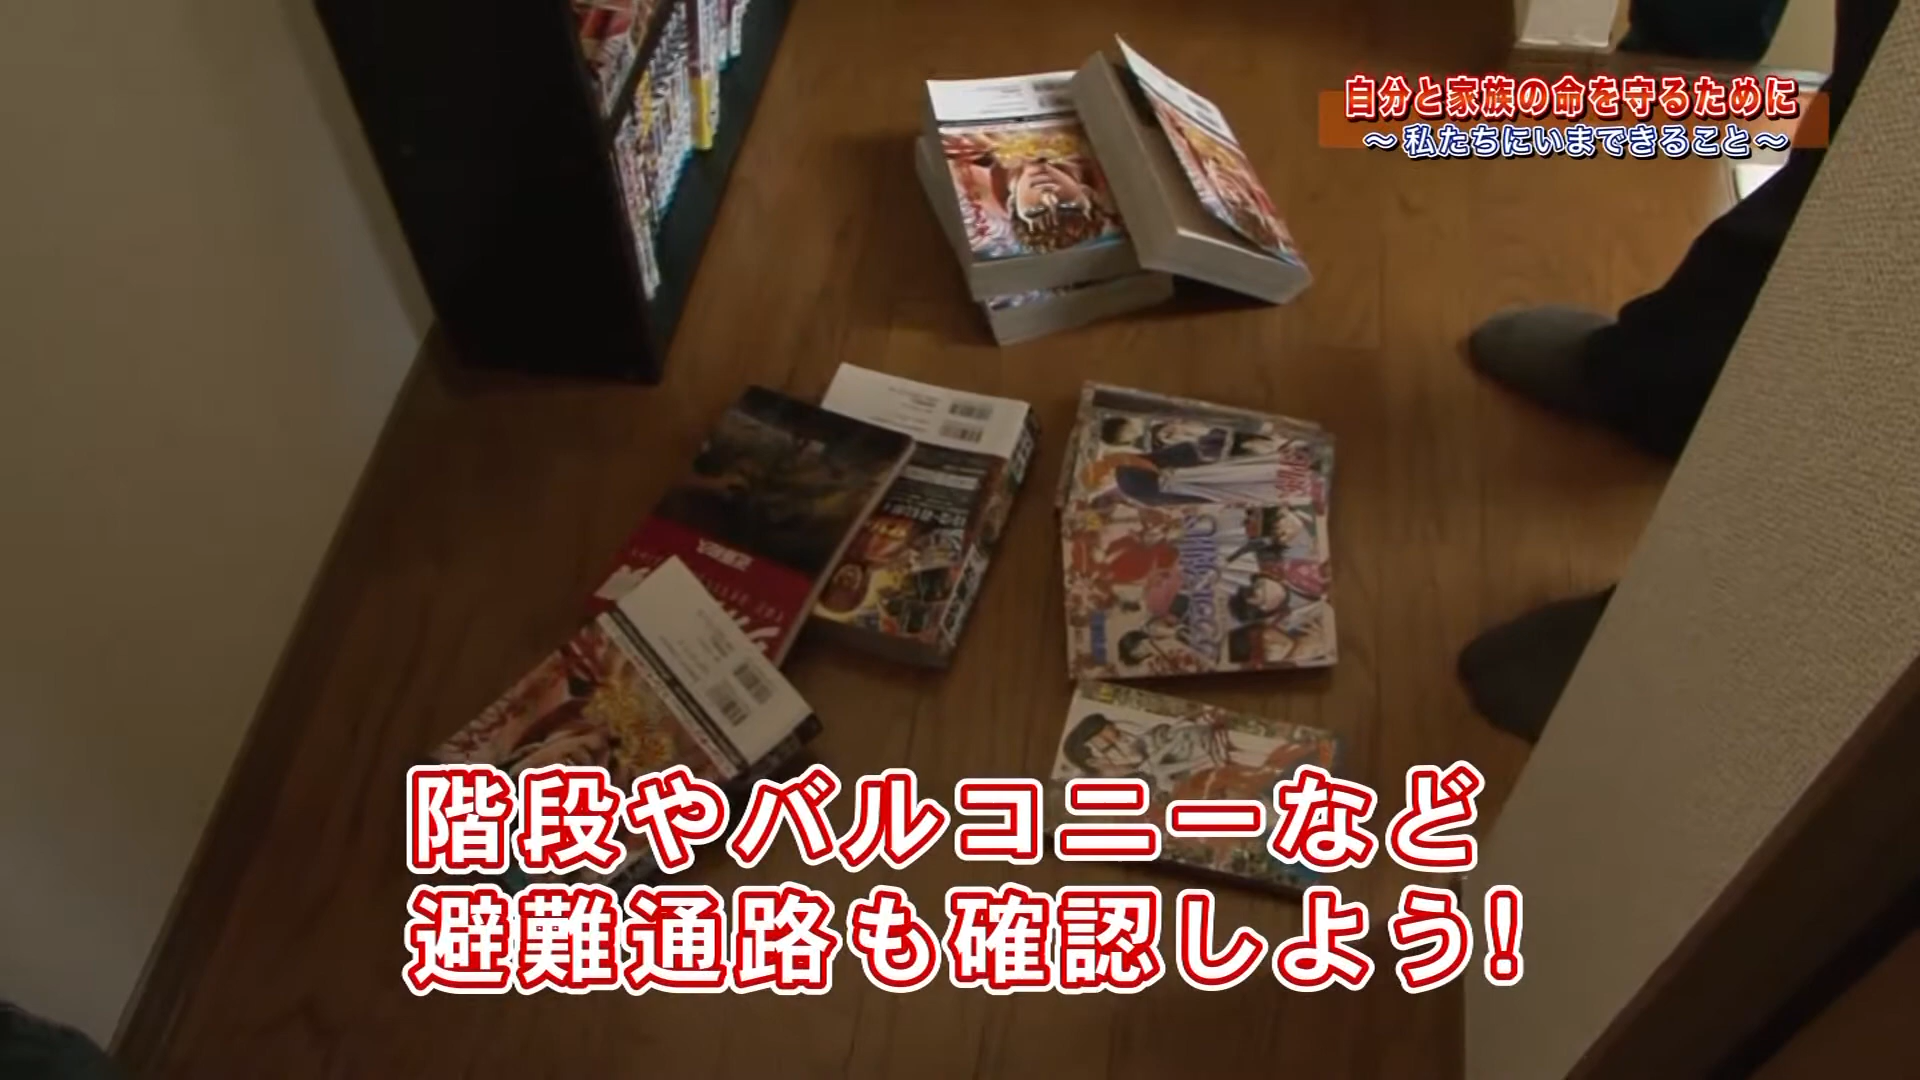 自分と家族の命を守るために
～私たちにいまできること～
階段やバルコニーなど
避難通路も確認しよう!